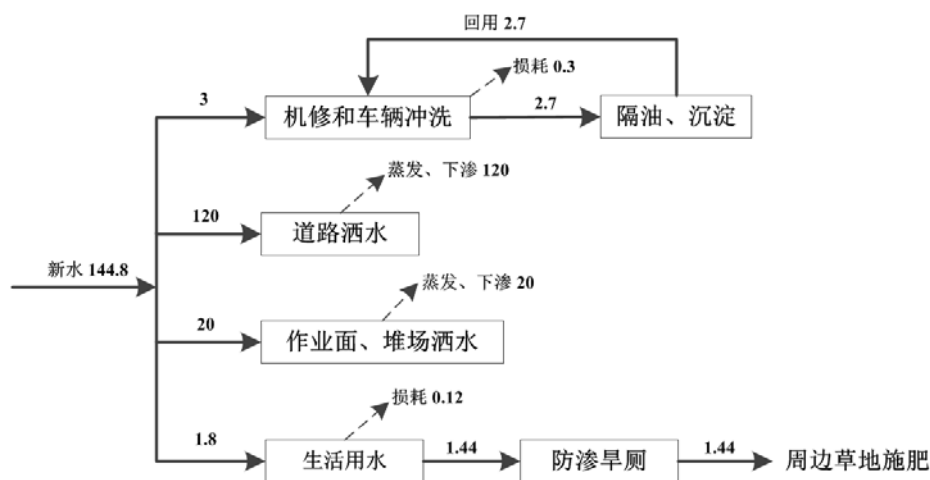 回用 2.7
损耗 0.3
3
机修和车辆冲洗
2.7
隔油、沉淀
蒸发、下渗 120
120
道路洒水
新水 144.8
蒸发、下渗 20
20
作业面、堆场洒水
损耗 0.12
1.8
生活用水
1.44
防渗旱厕
1.44
周边草地施肥